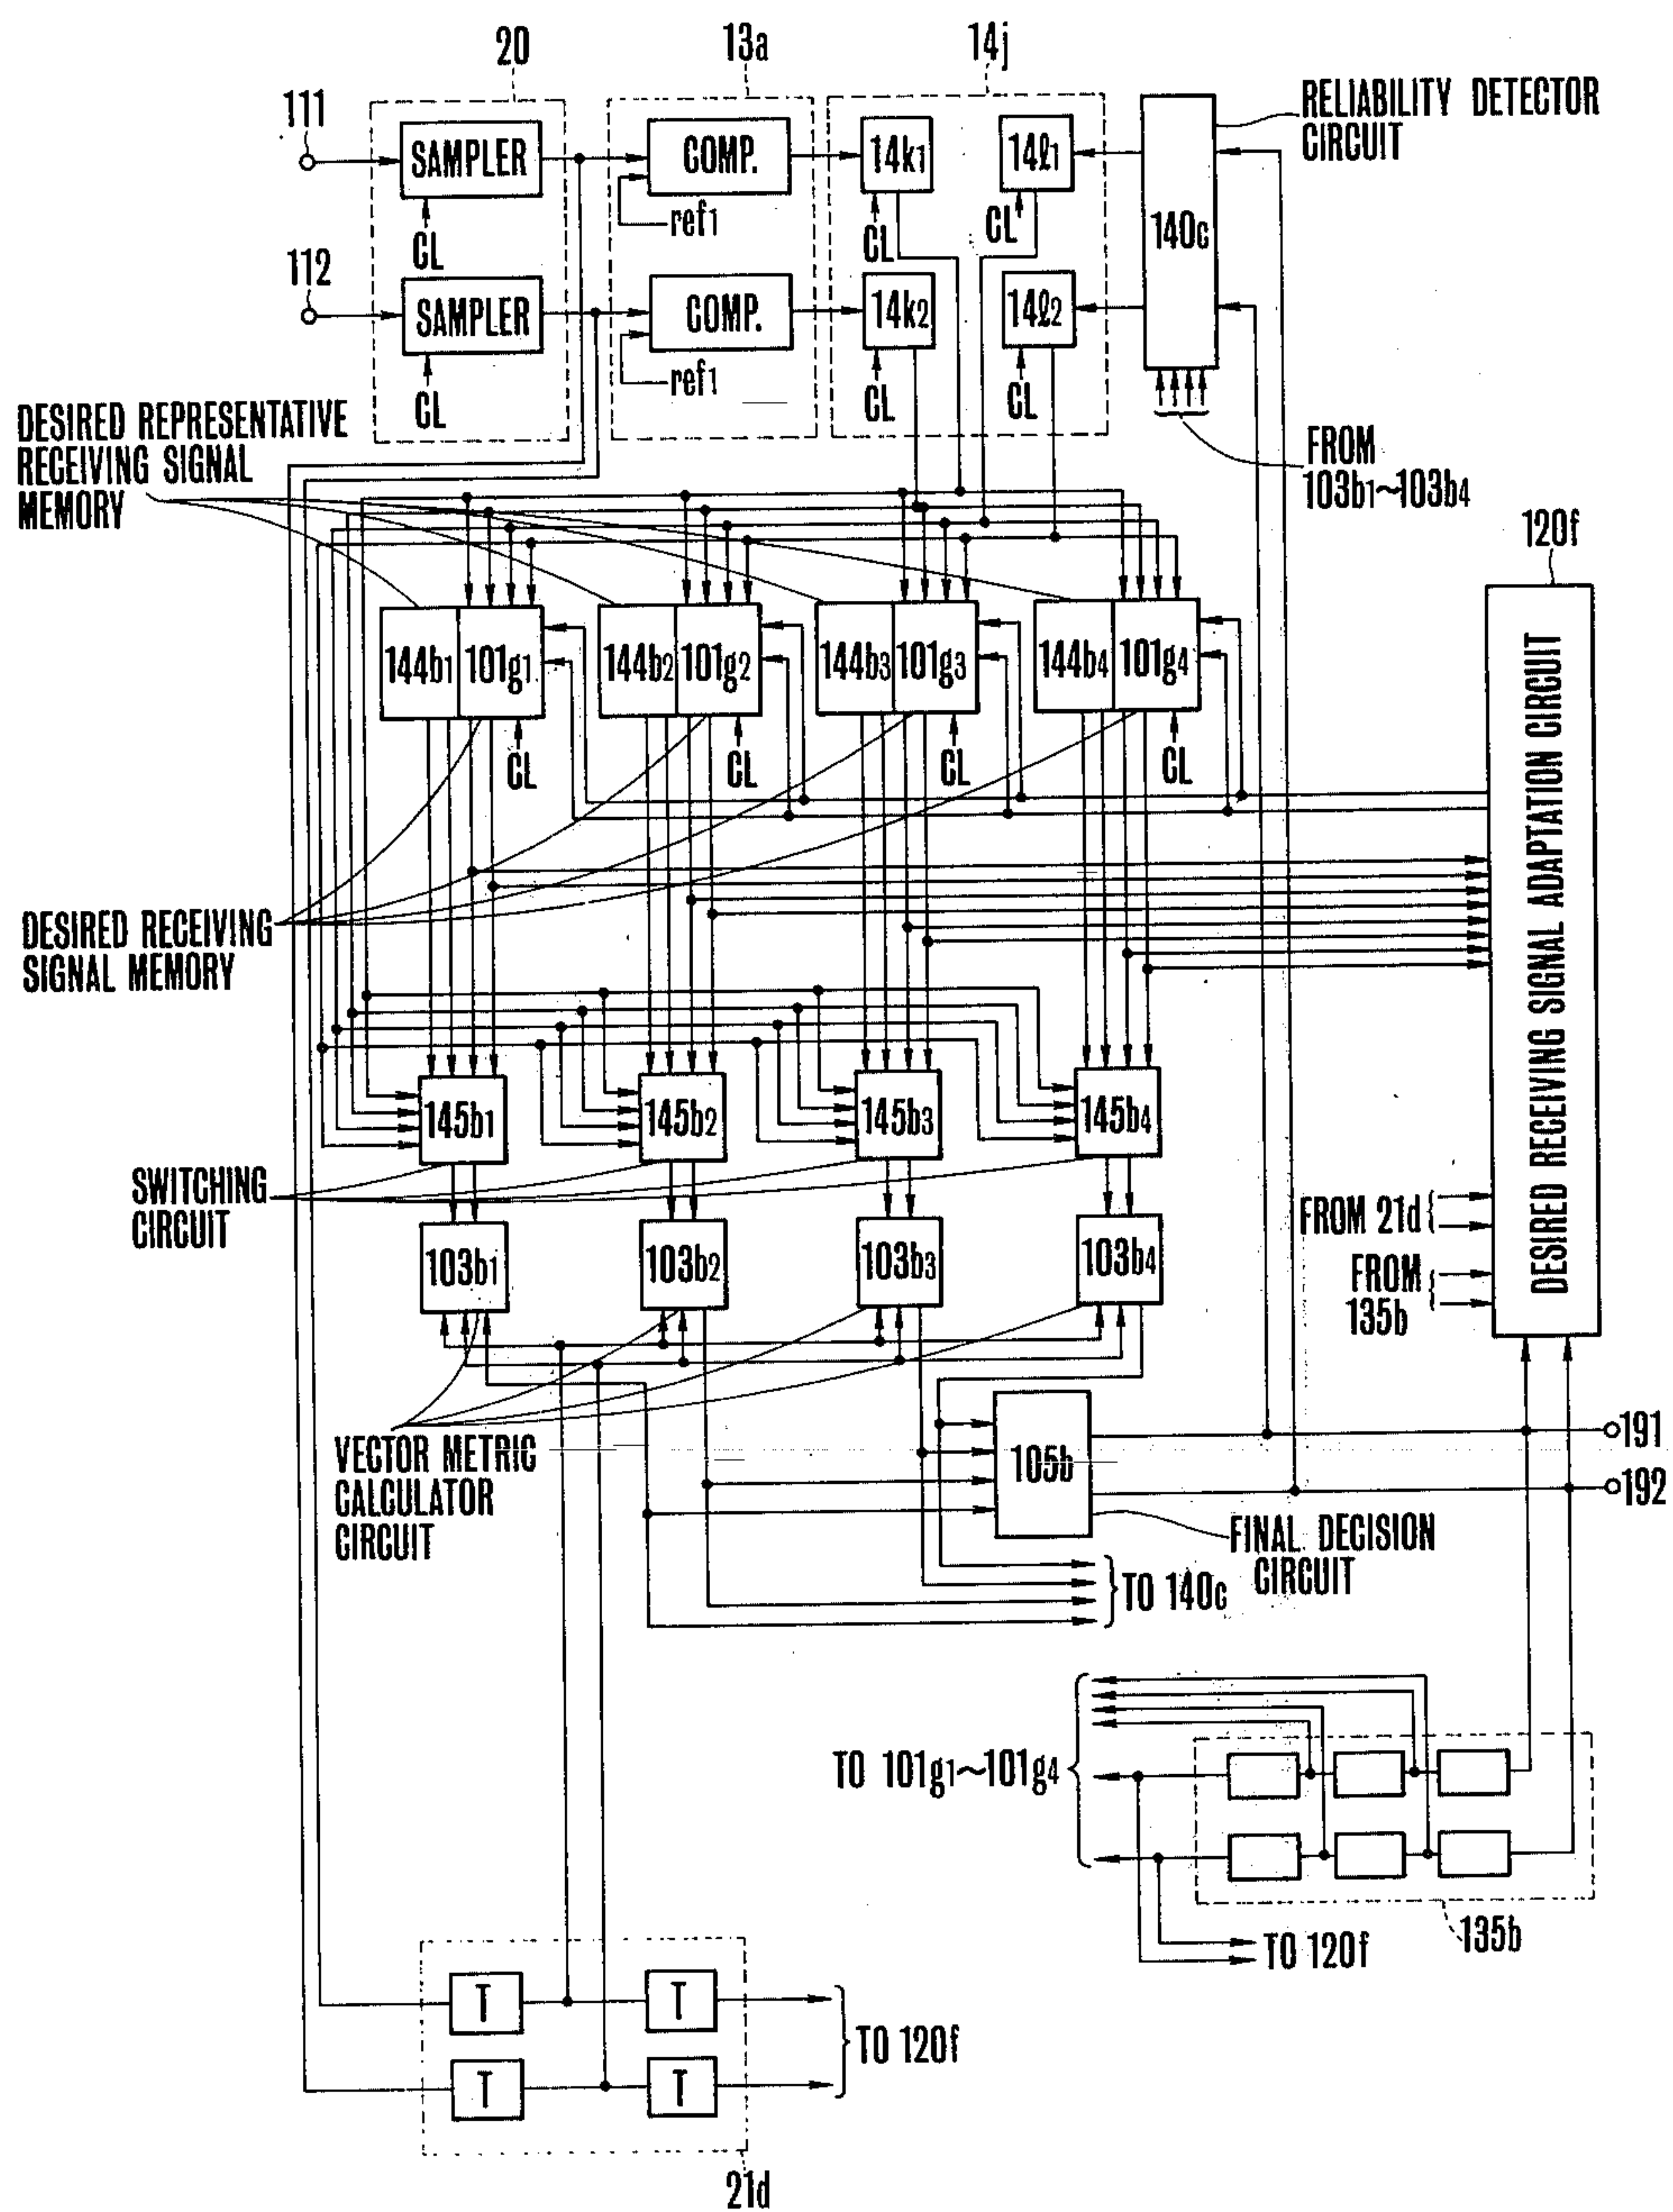 20
13a
14j
111
SAMPLER
COMP.
14k1
14ℓ1
140c
RELIABILITY DETECTOR
CIRCUIT
CL
ref1
CL
CL
112
SAMPLER
COMP.
14k2
14ℓ2
CL
ref1
CL
CL
FROM
103b1~103b4
DESIRED REPRESENTATIVE
RECEIVING SIGNAL
MEMORY
120f
144b1
101g1
144b2
101g2
144b3
101g3
144b4
101g4
CL
CL
CL
CL
DESIRED RECEIVING SIGNAL ADAPTATION CIRCUIT
DESIRED RECEIVING
SIGNAL MEMORY
145b1
145b2
145b3
145b4
SWITCHING
CIRCUIT
FROM 21d
103b1
103b2
103b3
103b4
FROM
135b
VECTOR METRIC
CALCULATOR
CIRCUIT
105b
191
192
FINAL DECISION
CIRCUIT
TO 140c
TO 101g1~101g4
135b
TO 120f
T
T
TO 120f
T
T
21d